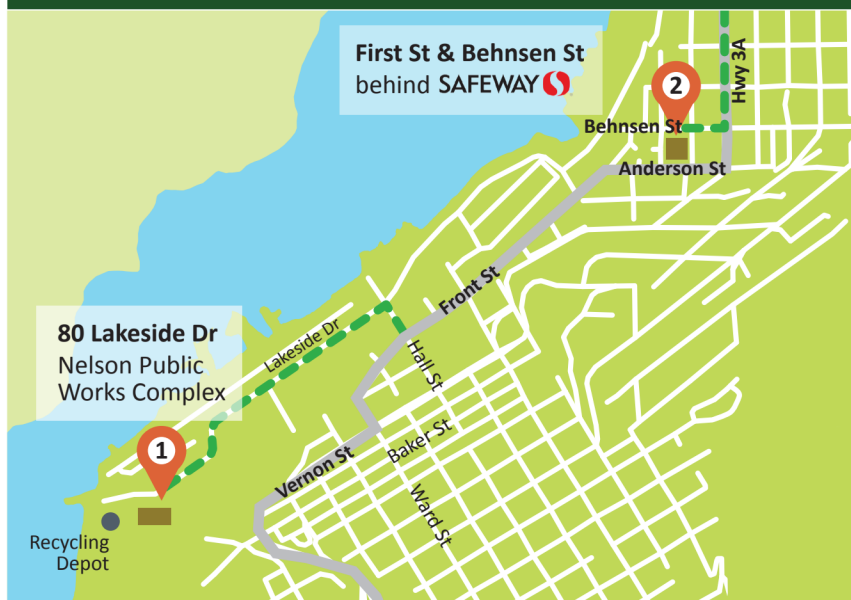 First St & Behnsen St
behind SAFEWAY
2
Hwy 3A
Behnsen St
Anderson St
Front St
80 Lakeside Dr
Nelson Public
Works Complex
Lakeside Dr
Hall St
Baker St
Vernon St
Ward St
1
Recycling
Depot